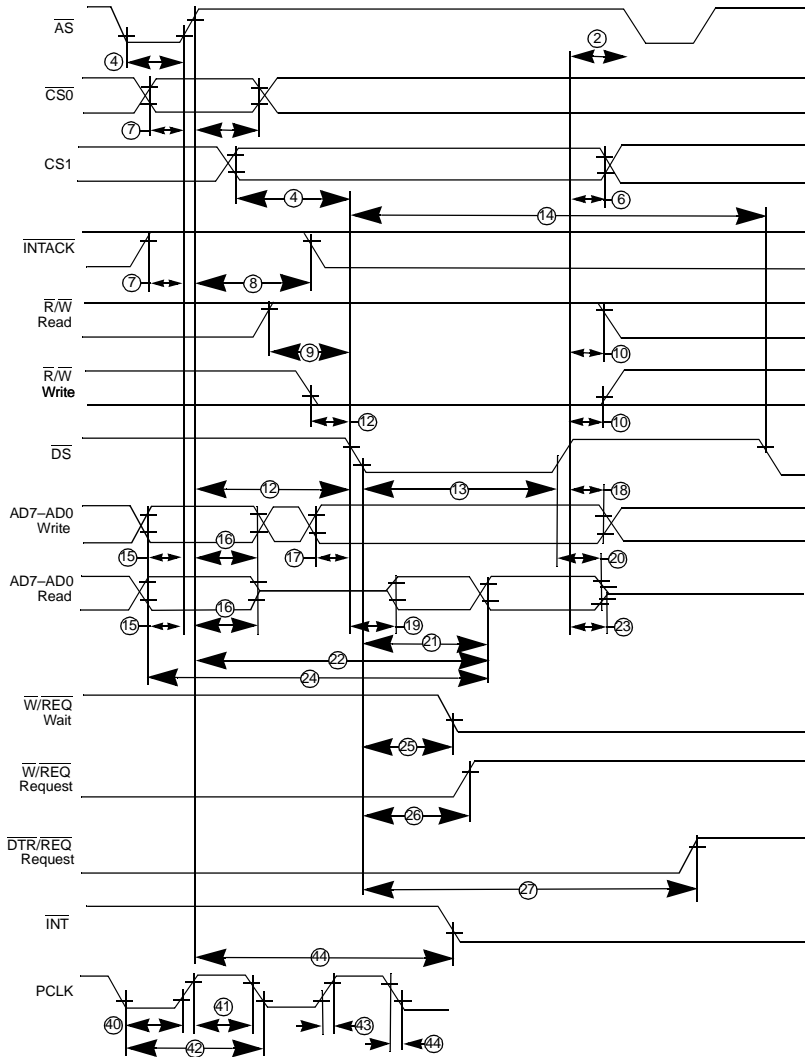 AS
2
4
CS0
7
CS1
4
6
14
INTACK
7
8
R/W
Read
9
10
R/W
Write
12
10
DS
12
13
18
AD7–AD0
Write
15
16
17
20
AD7–AD0
Read
16
15
19
21
23
22
24
W/REQ
Wait
25
W/REQ
Request
26
DTR/REQ
Request
27
INT
44
PCLK
40
41
43
42
44